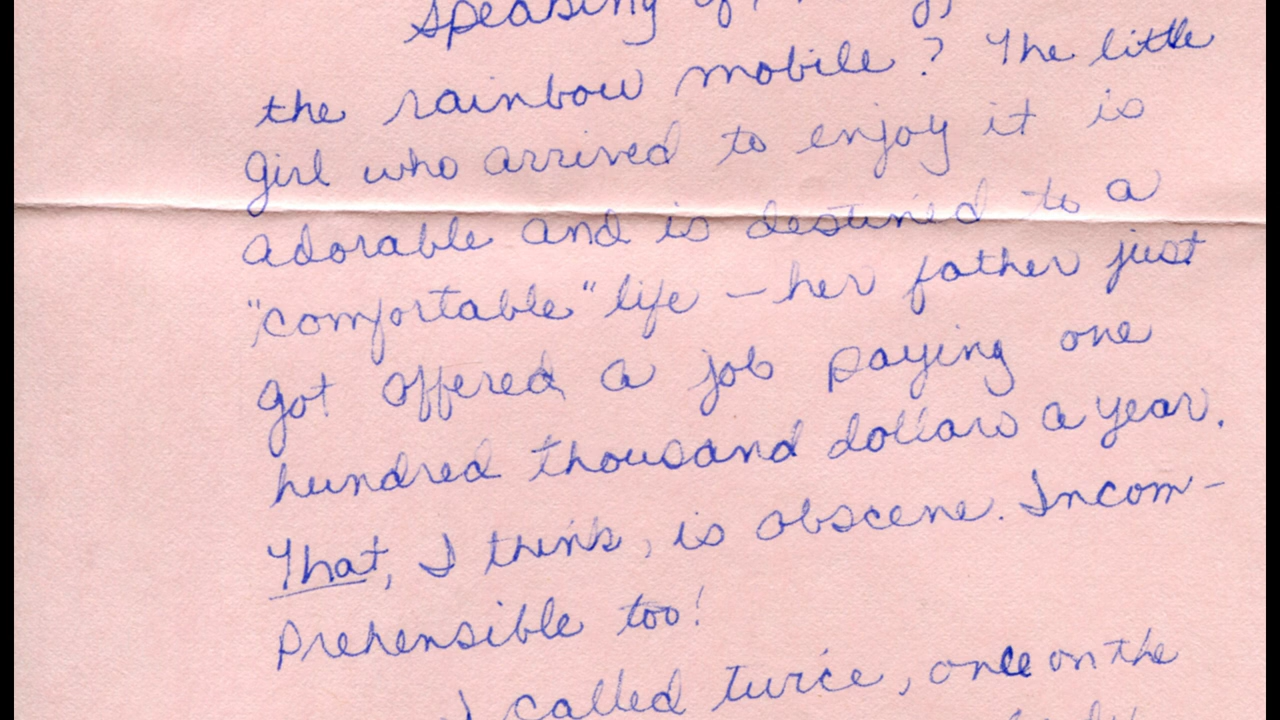 Speaking of
the rainbow mobile? The little
girl who arrived to enjoy it is
adorable and is destined to a
"comfortable" life — her father just
got offered a job paying one
hundred thousand dollars a year.
That, I think, is obscene. Incom-
prehensible too!
I called twice, once on the